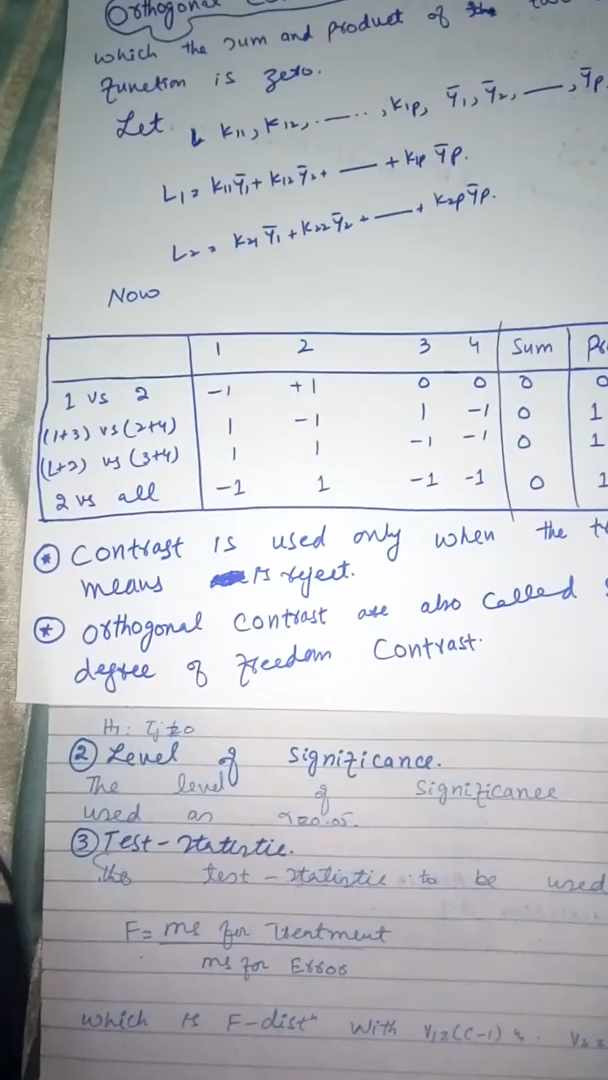 Orthogonal
which the sum and product of the two
function is zero.
Let K11, K12, ....., K1p, ȳ1, ȳ2, —, ȳp.
L1 = K11ȳ1 + K12ȳ2 + — + K1p ȳp.
L2 = K21 ȳ1 + K22 ȳ2 + — + K2p ȳp.
Now
1 2 3 4 Sum Pr
1 vs 2 -1 +1 0 0 0 0
(1+3) vs (2+4) 1 -1 1 -1 0 1
(1+2) vs (3+4) 1 1 -1 -1 0 1
2 vs all -1 1 -1 -1 0 1
* Contrast is used only when the
means is reject.
* Orthogonal Contrast are also called
degree of freedom Contrast.
H1: Tj ≠ 0
② Level of Significance.
The level of Significance
used as α=0.05.
③ Test-Statistic.
The test-statistic to be used
F = ms for Treatment
ms for Error
which is F-dist with V1=(C-1) & V2 =